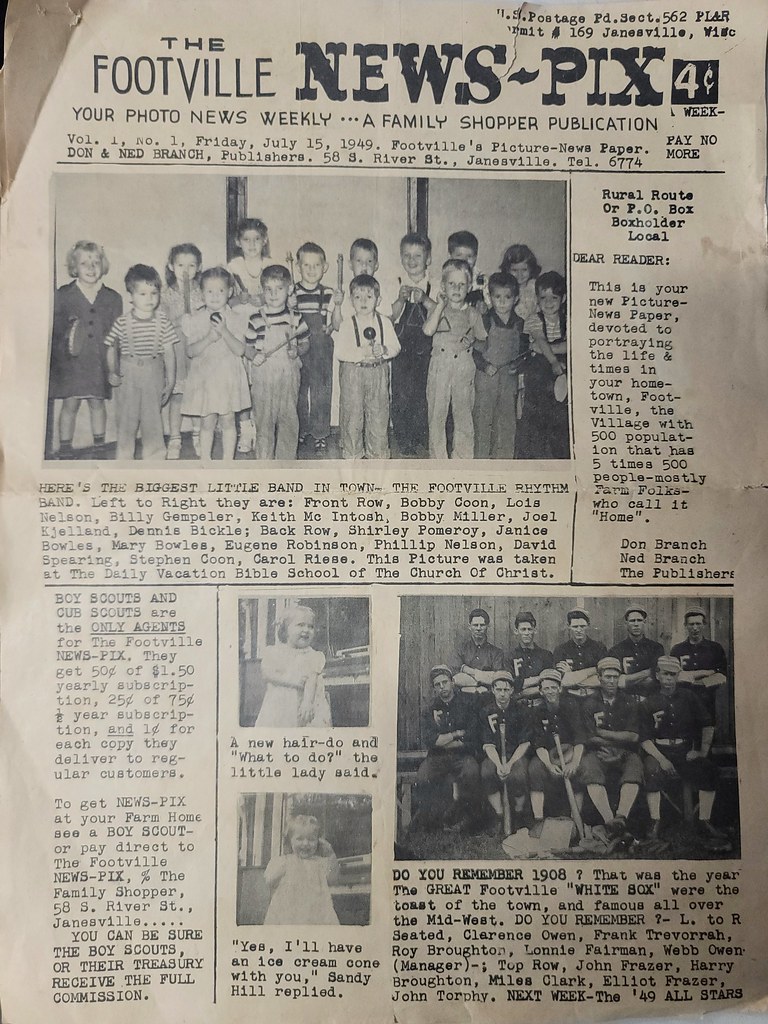 U.S.Postage Pd.Sect.562 PL&R
rmit # 169 Janesville, Wisc
THE
FOOTVILLE NEWS-PIX 4¢
A WEEK-
YOUR PHOTO NEWS WEEKLY ... A FAMILY SHOPPER PUBLICATION
PAY NO
MORE
Vol. 1, No. 1, Friday, July 15, 1949. Footville's Picture-News Paper.
DON & NED BRANCH, Publishers. 58 S. River St., Janesville. Tel. 6774
Rural Route
Or P.O. Box
Boxholder
Local
DEAR READER:
This is your
new Picture-
News Paper,
devoted to
portraying
the life &
times in
your home-
town, Foot-
ville, the
Village with
500 populat-
ion that has
5 times 500
people-mostly
Farm Folks-
who call it
"Home".
Don Branch
Ned Branch
The Publishers
HERE'S THE BIGGEST LITTLE BAND IN TOWN- THE FOOTVILLE RHYTHM
BAND. Left to Right they are: Front Row, Bobby Coon, Lois
Nelson, Billy Gempeler, Keith Mc Intosh, Bobby Miller, Joel
Kjelland, Dennis Bickle; Back Row, Shirley Pomeroy, Janice
Bowles, Mary Bowles, Eugene Robinson, Phillip Nelson, David
Spearing, Stephen Coon, Carol Riese. This Picture was taken
at The Daily Vacation Bible School of The Church Of Christ.
BOY SCOUTS AND
CUB SCOUTS are
the ONLY AGENTS
for The Footville
NEWS-PIX. They
get 50¢ of $1.50
yearly subscrip-
tion, 25¢ of 75¢
½ year subscrip-
tion, and 1¢ for
each copy they
deliver to reg-
ular customers.
To get NEWS-PIX
at your Farm Home
see a BOY SCOUT-
or pay direct to
The Footville
NEWS-PIX, % The
Family Shopper,
58 S. River St.,
Janesville.....
YOU CAN BE SURE
THE BOY SCOUTS,
OR THEIR TREASURY
RECEIVE THE FULL
COMMISSION.
A new hair-do and
"What to do?" the
little lady said.
"Yes, I'll have
an ice cream cone
with you," Sandy
Hill replied.
F
F
F
F
F
F
DO YOU REMEMBER 1908 ? That was the year
The GREAT Footville "WHITE SOX" were the
toast of the town, and famous all over
the Mid-West. DO YOU REMEMBER ?- L. to R
Seated, Clarence Owen, Frank Trevorrah,
Roy Broughton, Lonnie Fairman, Webb Owen
(Manager)-; Top Row, John Frazer, Harry
Broughton, Miles Clark, Elliot Frazer,
John Torphy. NEXT WEEK-The '49 ALL STARS